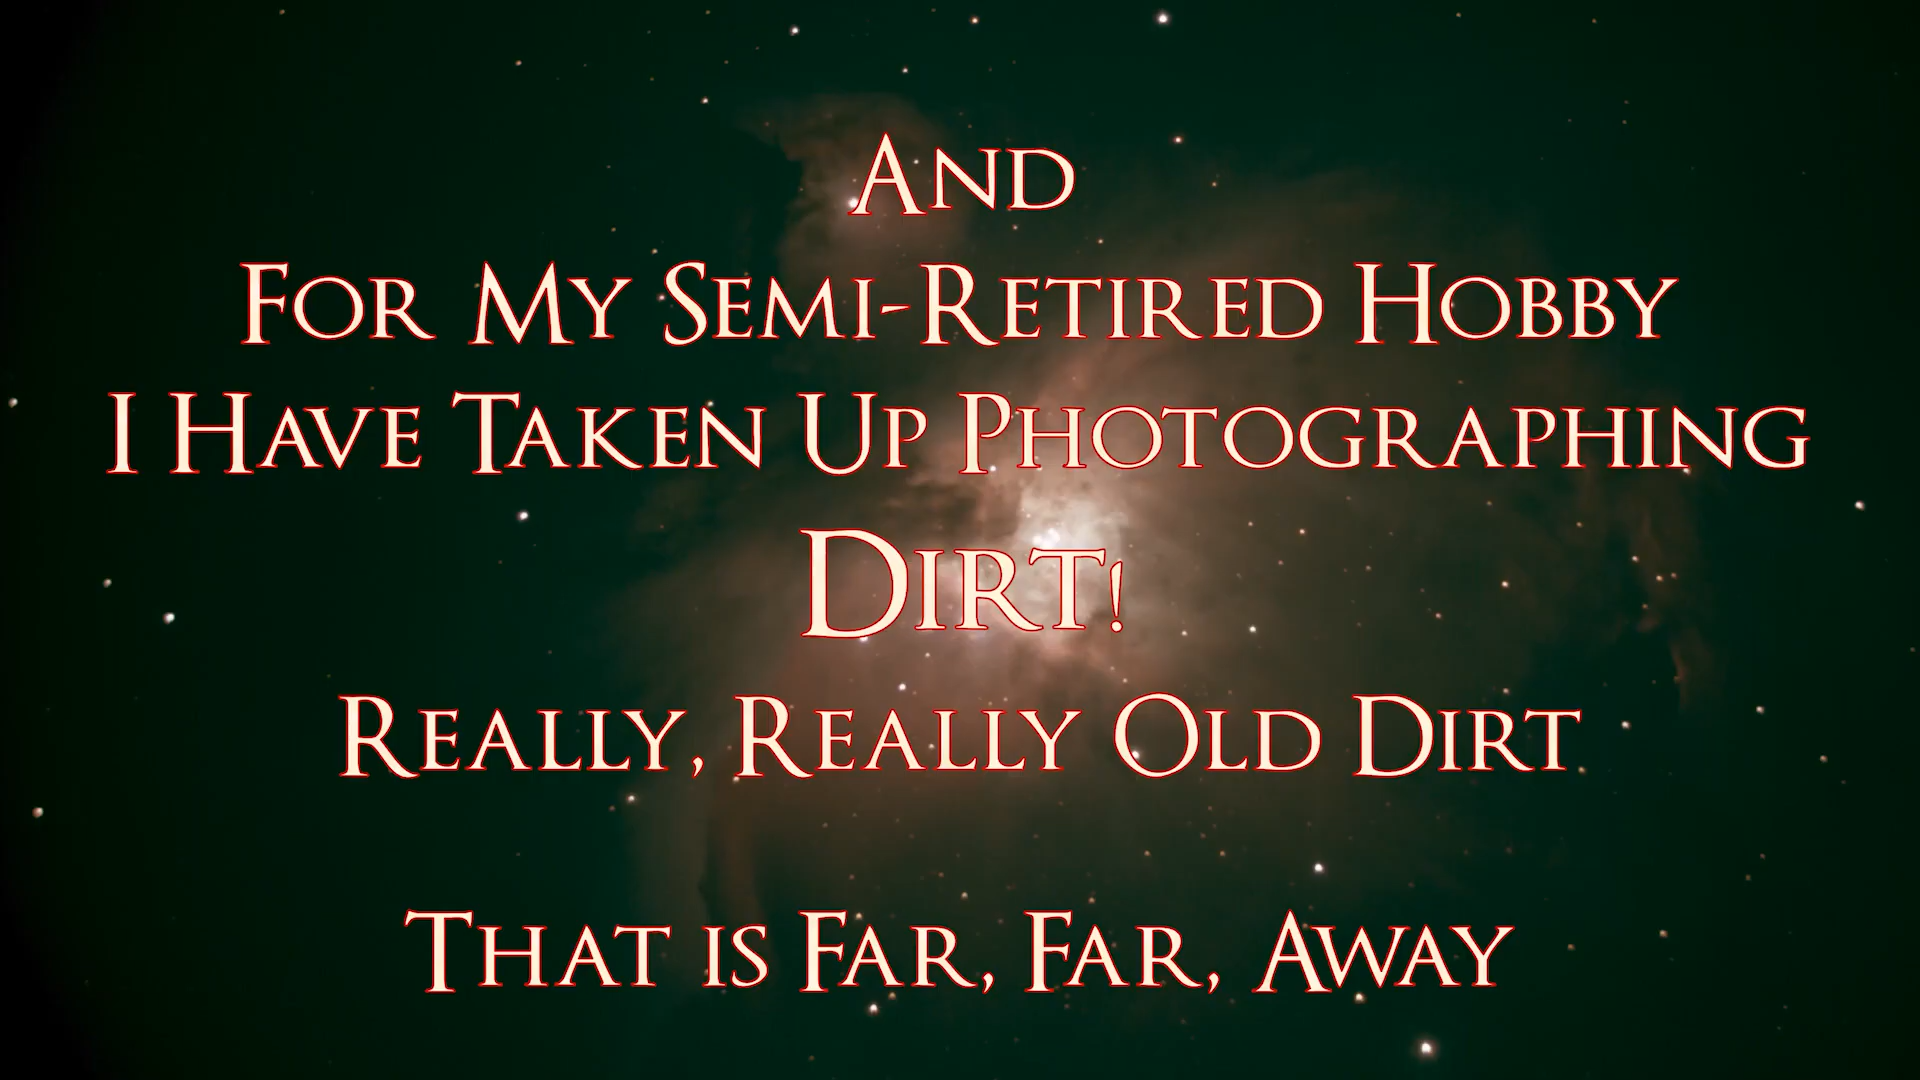 And
For My Semi-Retired Hobby
I Have Taken Up Photographing
Dirt!
Really, Really Old Dirt
That is Far, Far, Away